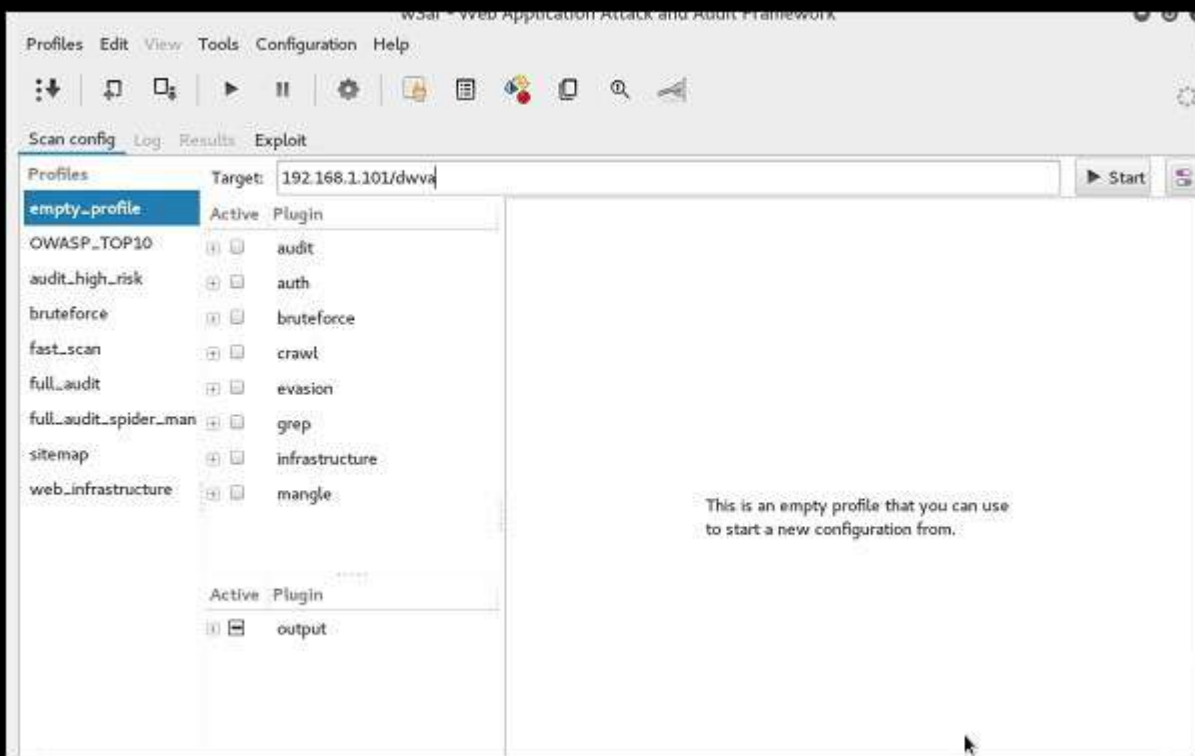 w3af - Web Application Attack and Audit Framework
Profiles Edit View Tools Configuration Help
Scan config Log Results Exploit
Profiles
empty_profile
OWASP_TOP10
audit_high_risk
bruteforce
fast_scan
full_audit
full_audit_spider_man
sitemap
web_infrastructure
Target: 192.168.1.101/dwva
Start
Active Plugin
audit
auth
bruteforce
crawl
evasion
grep
infrastructure
mangle
Active Plugin
output
This is an empty profile that you can use
to start a new configuration from.